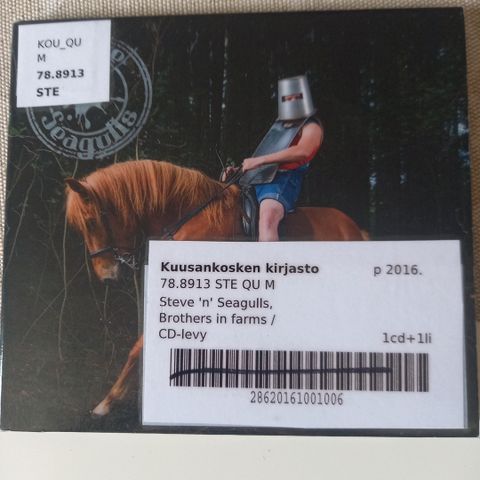 KOU_QU
M
78.8913
STE
Seagulls
Kuusankosken kirjasto p 2016.
78.8913 STE QU M
Steve 'n' Seagulls,
Brothers in farms /
CD-levy 1cd+1li
28620161001006